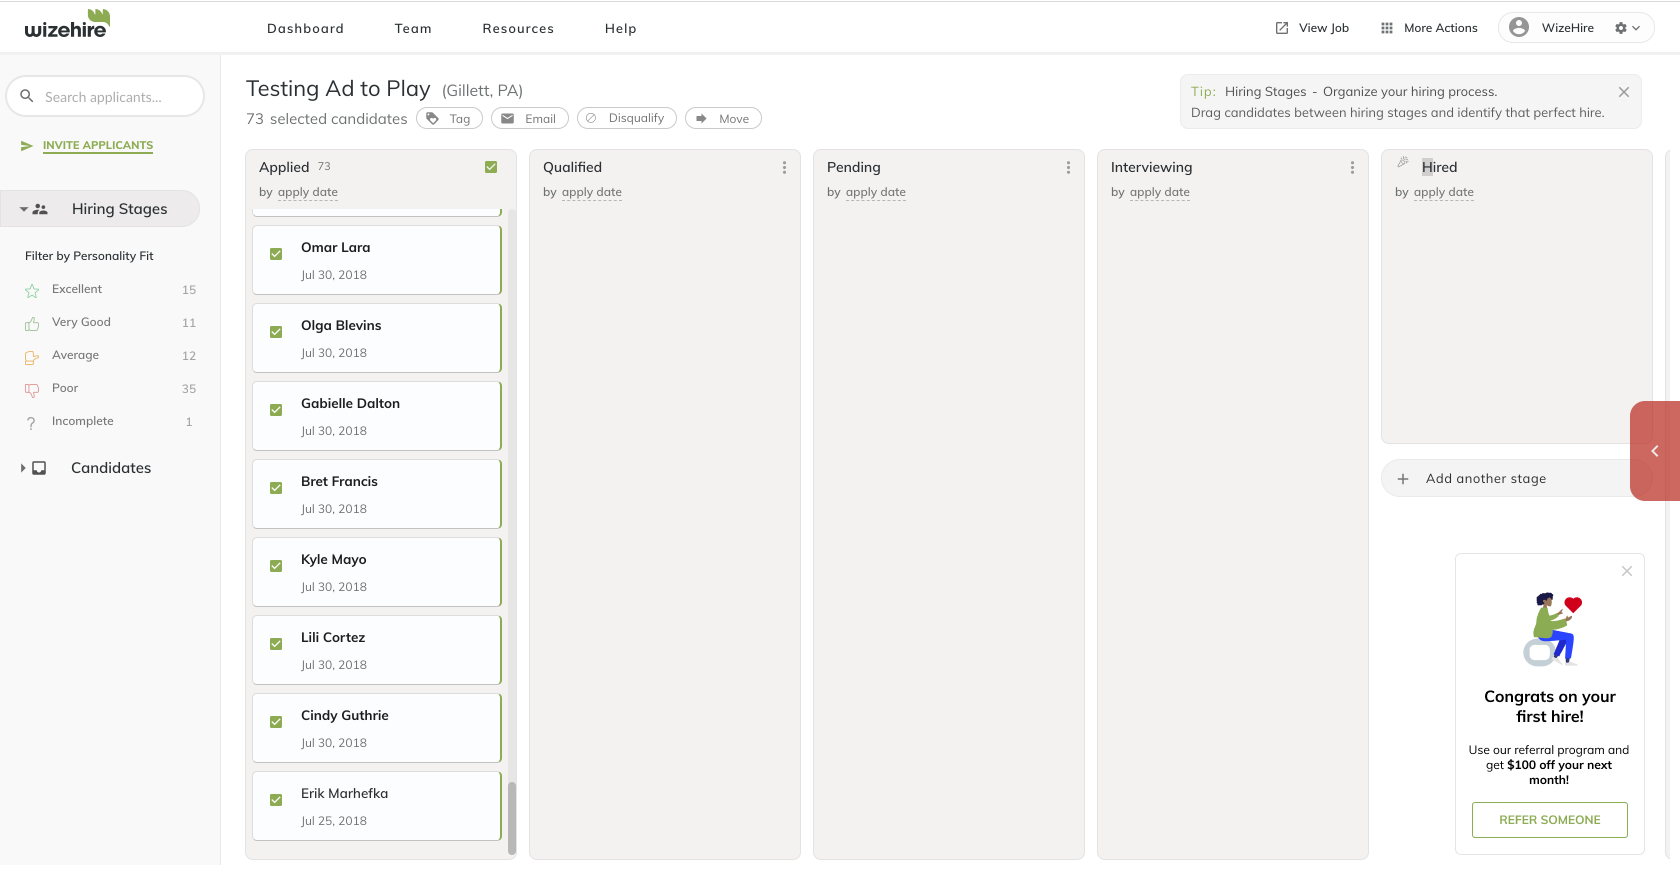 wizehire
Dashboard Team Resources Help
View Job More Actions WizeHire
Search applicants...
INVITE APPLICANTS
Hiring Stages
Filter by Personality Fit
Excellent 15
Very Good 11
Average 12
Poor 35
Incomplete 1
Candidates
Testing Ad to Play (Gillett, PA)
73 selected candidates Tag Email Disqualify Move
Tip: Hiring Stages - Organize your hiring process.
Drag candidates between hiring stages and identify that perfect hire.
Applied 73
by apply date
Omar Lara
Jul 30, 2018
Olga Blevins
Jul 30, 2018
Gabielle Dalton
Jul 30, 2018
Bret Francis
Jul 30, 2018
Kyle Mayo
Jul 30, 2018
Lili Cortez
Jul 30, 2018
Cindy Guthrie
Jul 30, 2018
Erik Marhefka
Jul 25, 2018
Qualified
by apply date
Pending
by apply date
Interviewing
by apply date
Hired
by apply date
+ Add another stage
Congrats on your
first hire!
Use our referral program and
get $100 off your next
month!
REFER SOMEONE